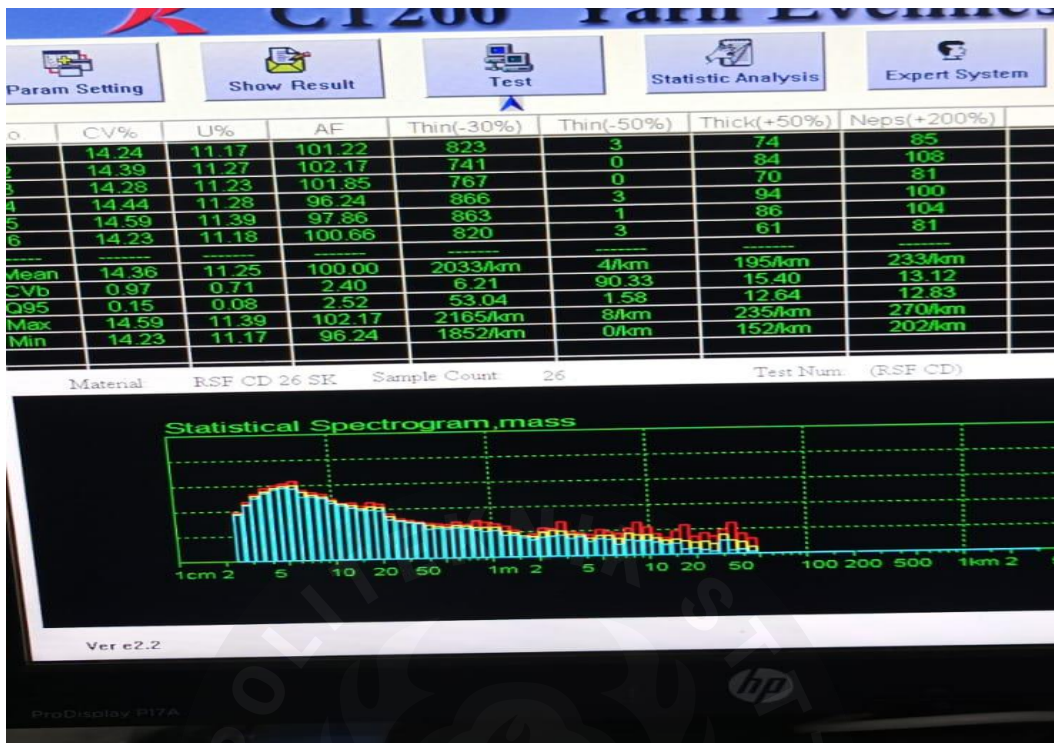 CT200 Yarn Evennes
Param Setting Show Result Test Statistic Analysis Expert System
o. CV% U% AF Thin(-30%) Thin(-50%) Thick(+50%) Neps(+200%)
14.24 11.17 101.22 823 3 74 85
2 14.39 11.27 102.17 741 0 84 108
3 14.28 11.23 101.85 767 0 70 81
4 14.44 11.28 96.24 866 3 94 100
5 14.59 11.39 97.86 863 1 86 104
6 14.23 11.18 100.66 820 3 61 81
------- ------- ------- ------- ------- ------- -------
Mean 14.36 11.25 100.00 2033/km 4/km 195/km 233/km
CVb 0.97 0.71 2.40 6.21 90.33 15.40 13.12
Q95 0.15 0.08 2.52 53.04 1.58 12.64 12.83
Max 14.59 11.39 102.17 2165/km 8/km 235/km 270/km
Min 14.23 11.17 96.24 1852/km 0/km 152/km 202/km
Material: RSF CD 26 SK Sample Count: 26 Test Num: (RSF CD)
Statistical Spectrogram,mass
1cm 2 5 10 20 50 1m 2 5 10 20 50 100 200 500 1km 2
Ver e2.2
hp
ProDisplay P17A